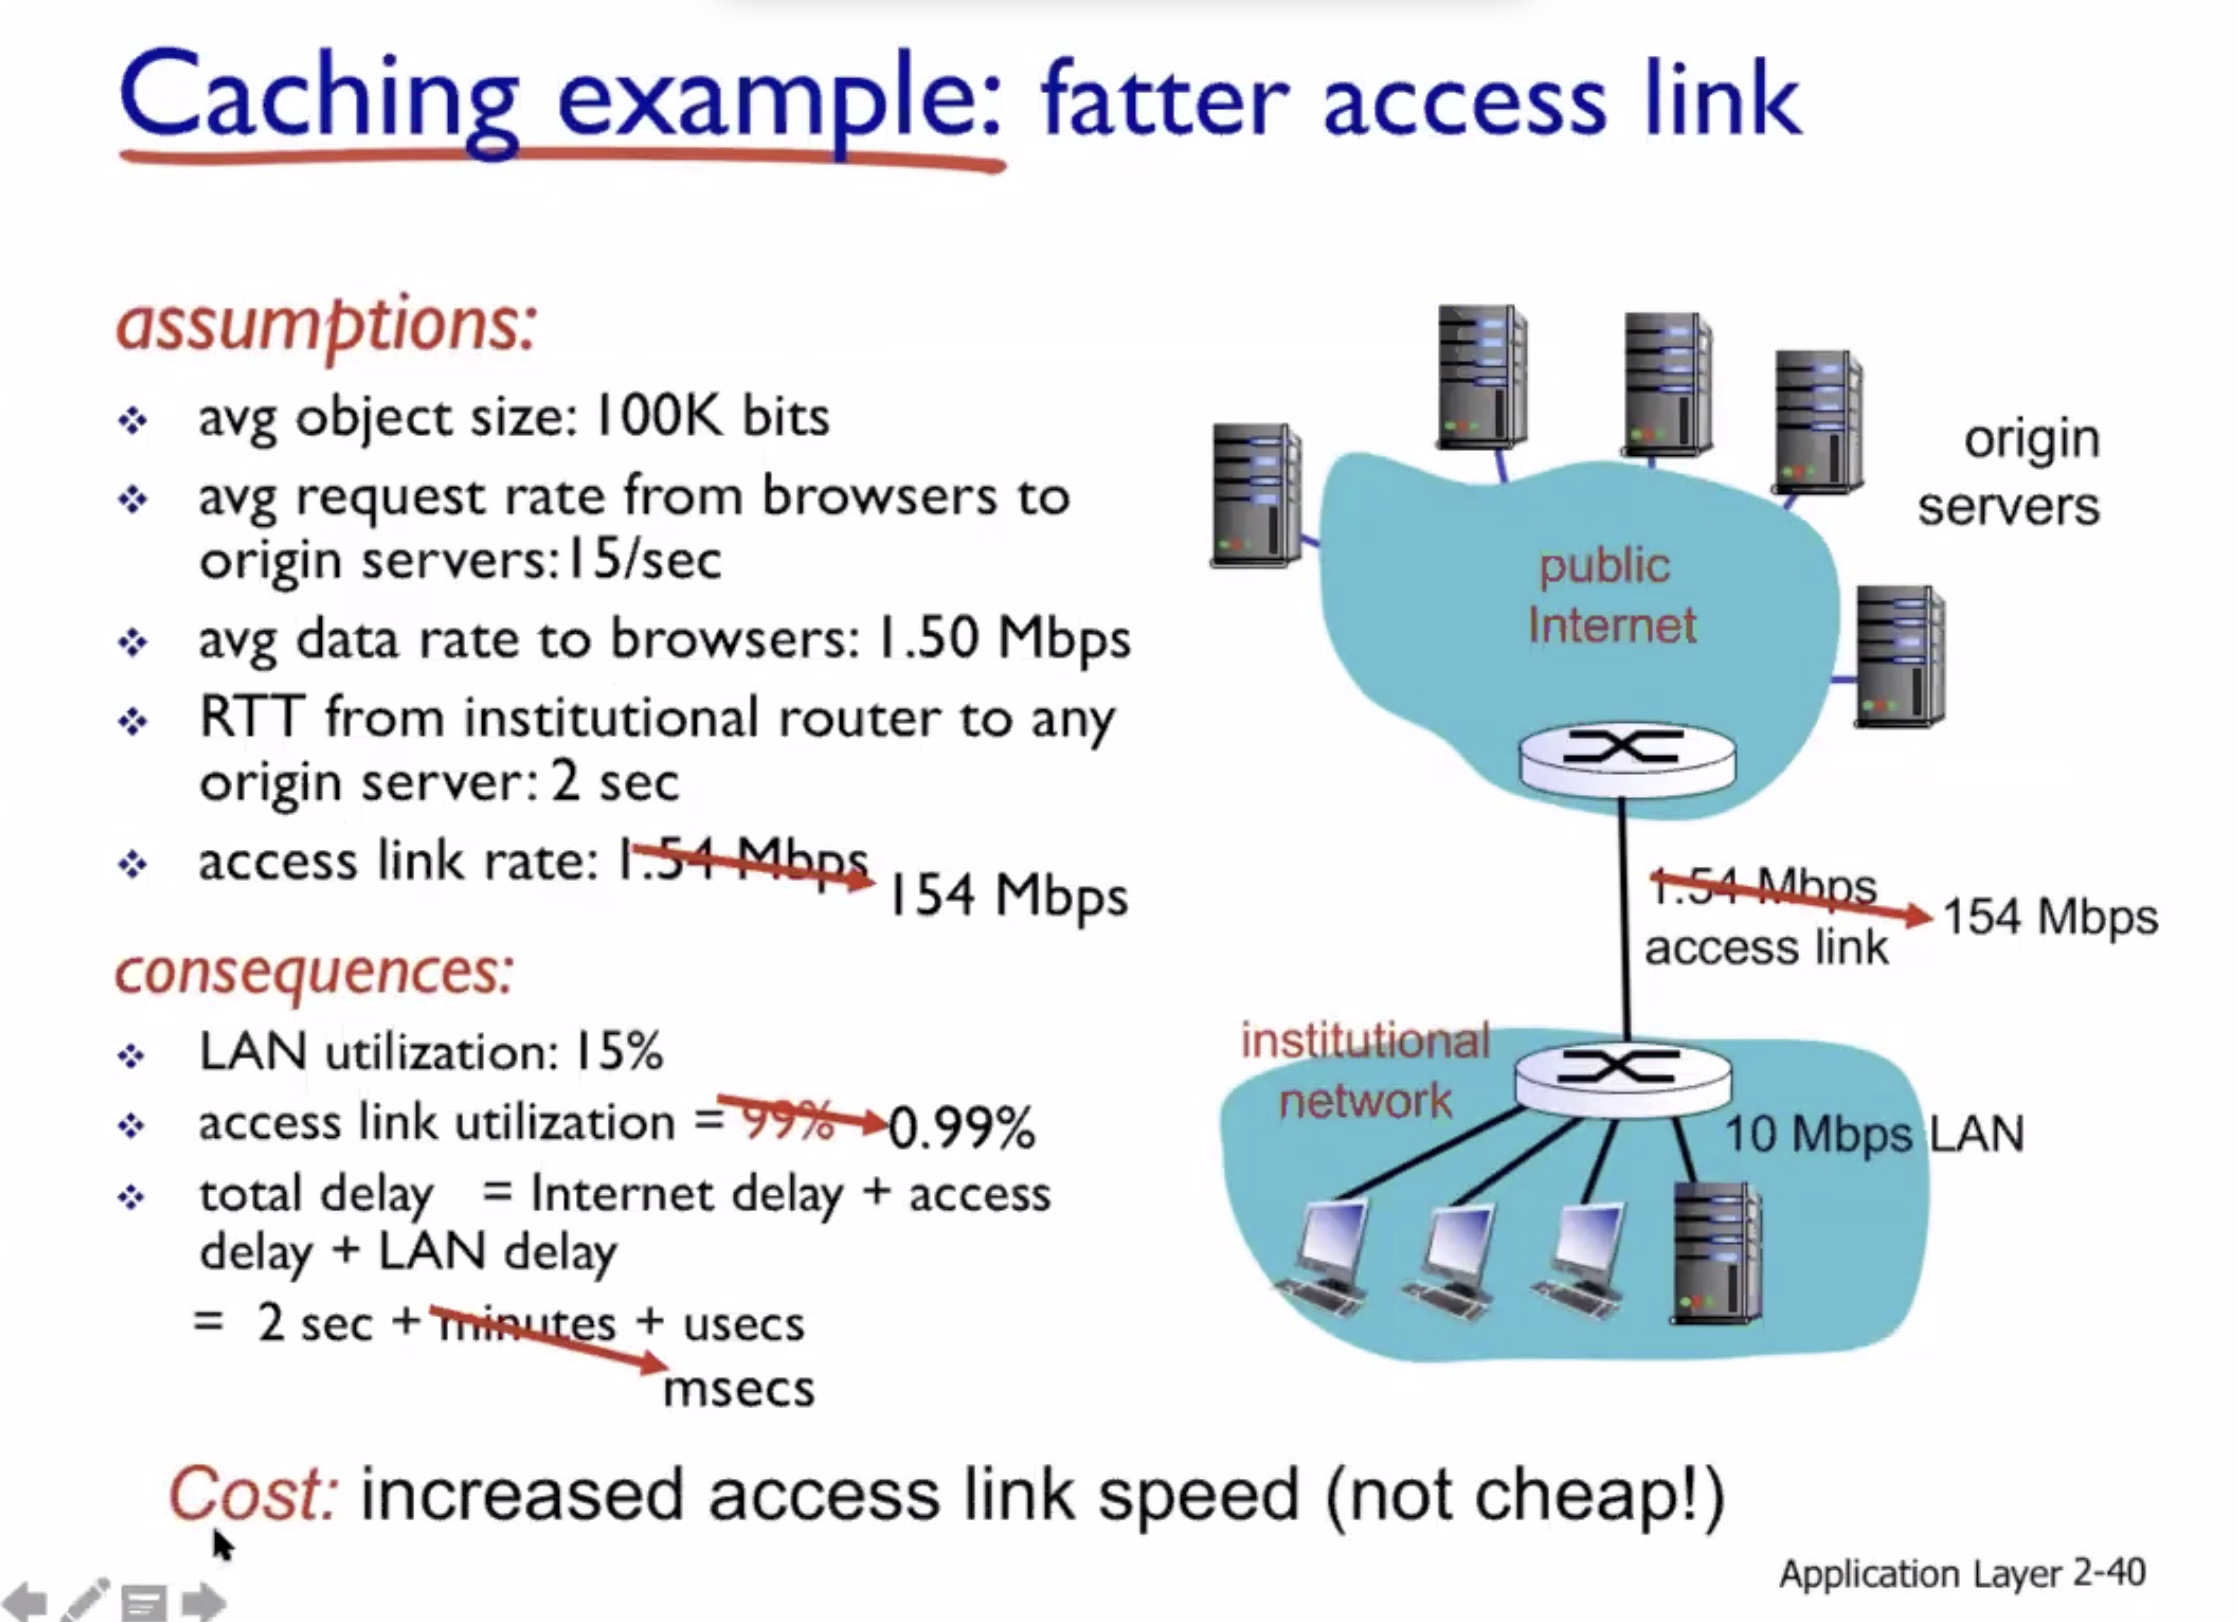 Caching example: fatter access link
assumptions:
avg object size: 100K bits
avg request rate from browsers to
origin servers:15/sec
avg data rate to browsers: 1.50 Mbps
RTT from institutional router to any
origin server: 2 sec
access link rate: 1.54 Mbps
154 Mbps
consequences:
LAN utilization: 15%
access link utilization = 99% 0.99%
total delay = Internet delay + access
delay + LAN delay
= 2 sec + minutes + usecs
msecs
origin
servers
public
Internet
1.54 Mbps
154 Mbps
access link
institutional
network
10 Mbps LAN
Cost: increased access link speed (not cheap!)
Application Layer 2-40